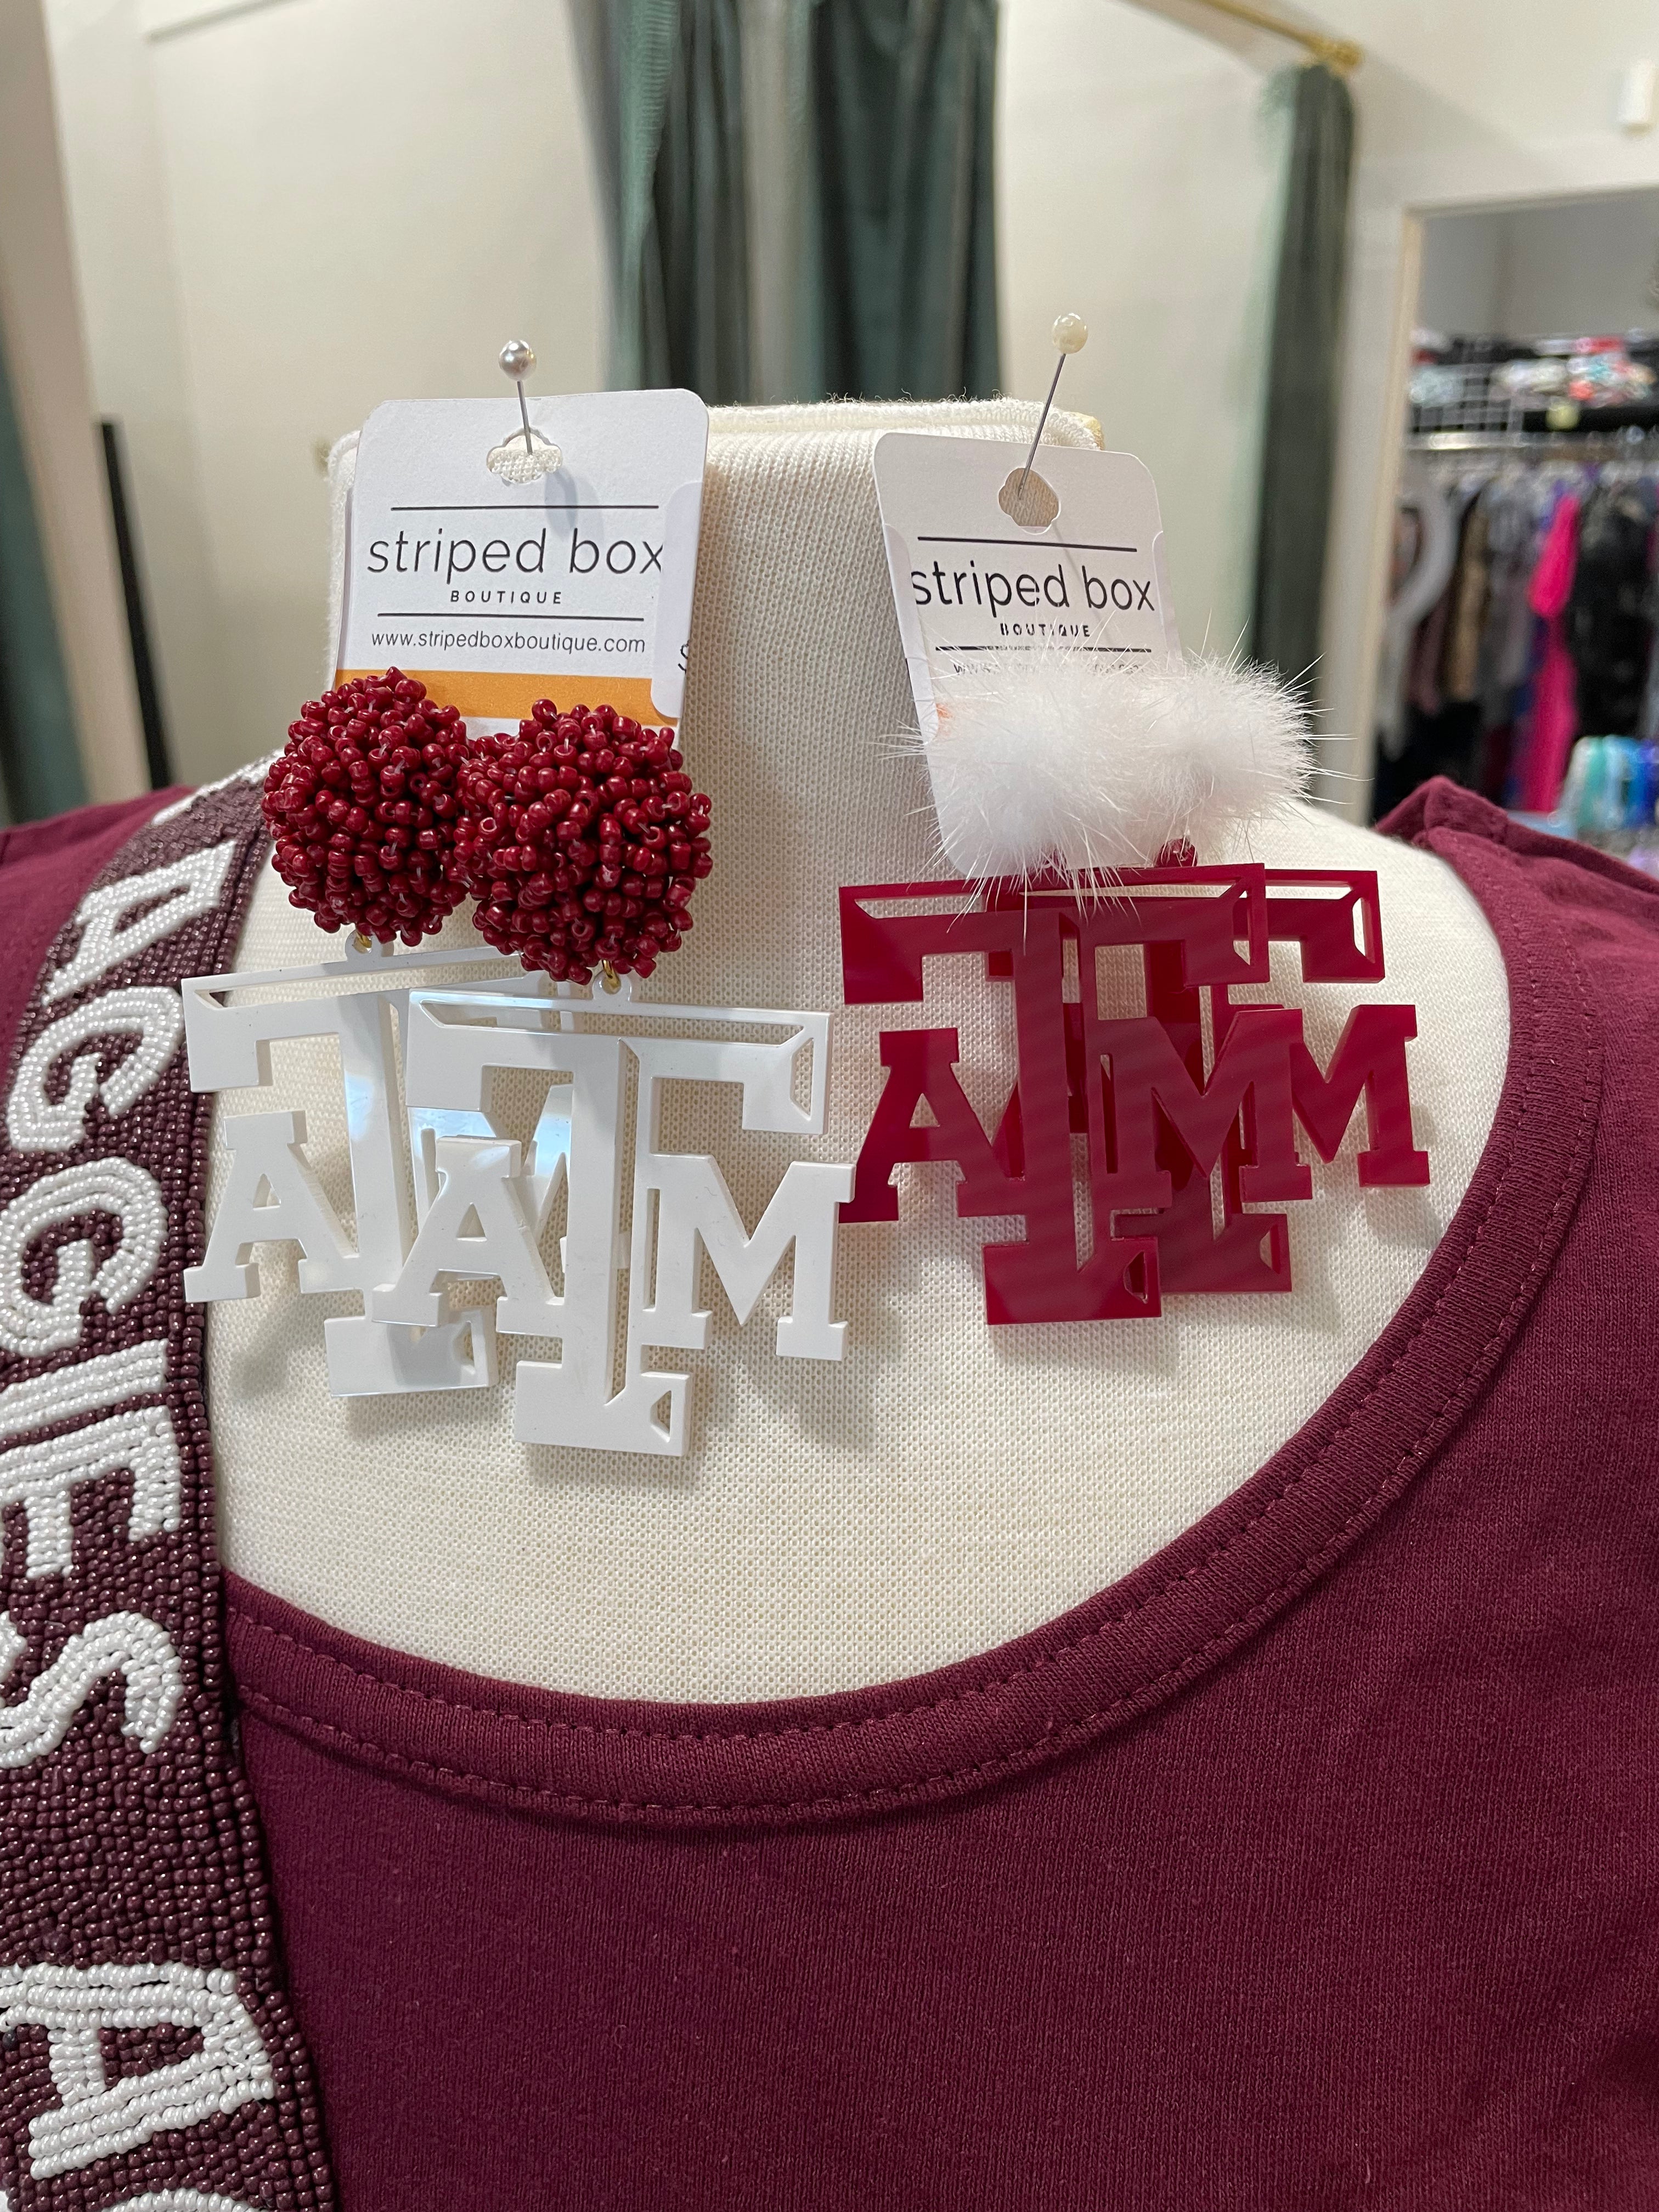 striped box
BOUTIQUE
www.stripedboxboutique.com
striped box
BOUTIQUE
ATM
ATM
ATM
ATM
AGGIES
A